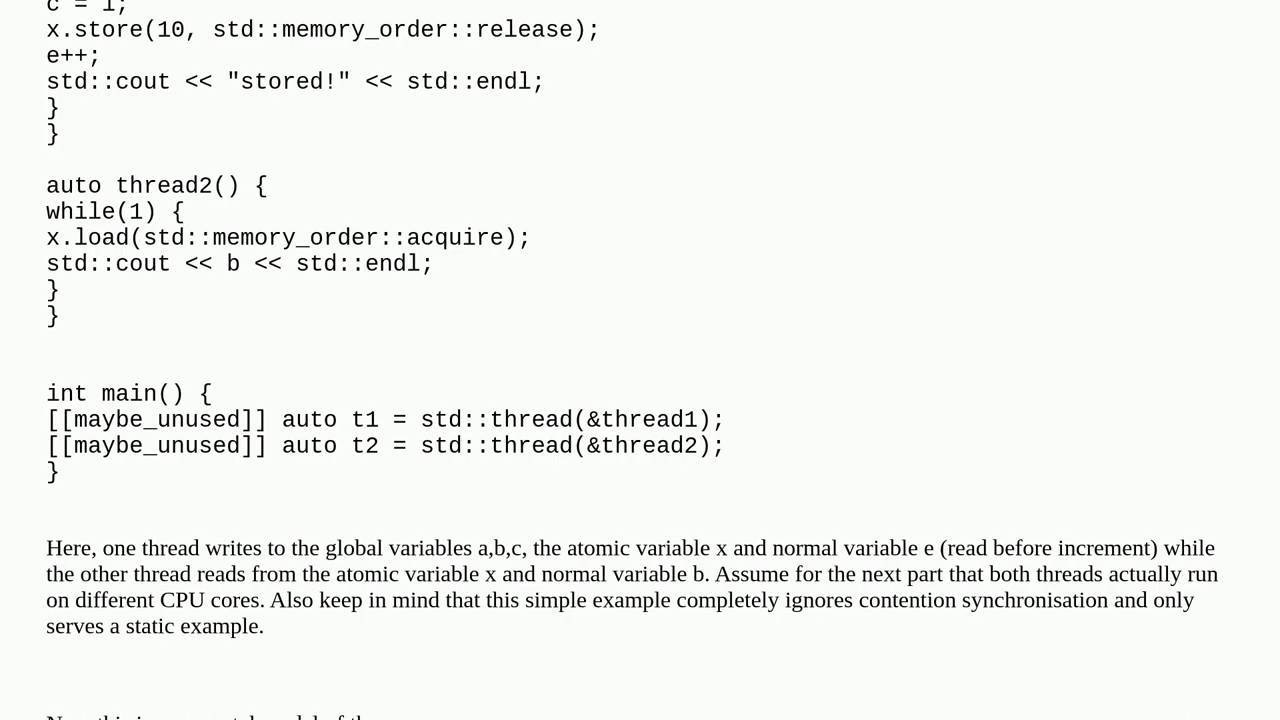 c = 1;
x.store(10, std::memory_order::release);
e++;
std::cout << "stored!" << std::endl;
}
}
auto thread2() {
while(1) {
x.load(std::memory_order::acquire);
std::cout << b << std::endl;
}
}
int main() {
[[maybe_unused]] auto t1 = std::thread(&thread1);
[[maybe_unused]] auto t2 = std::thread(&thread2);
}
Here, one thread writes to the global variables a,b,c, the atomic variable x and normal variable e (read before increment) while
the other thread reads from the atomic variable x and normal variable b. Assume for the next part that both threads actually run
on different CPU cores. Also keep in mind that this simple example completely ignores contention synchronisation and only
serves a static example.